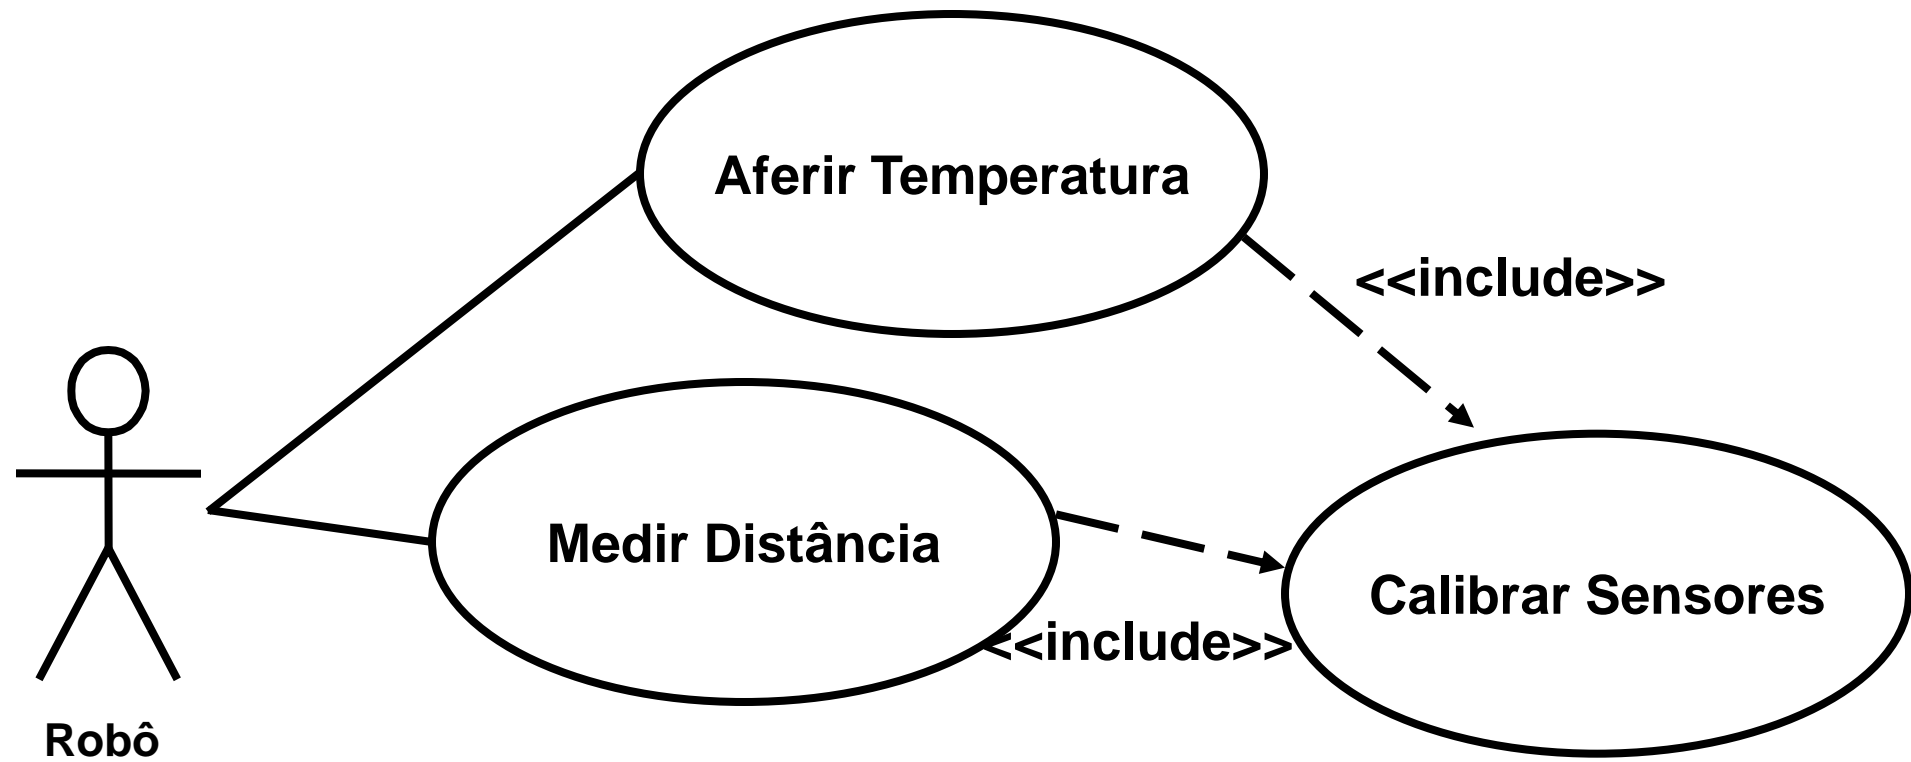 Aferir Temperatura
<<include>>
Medir Distância
Calibrar Sensores
<<include>>
Robô